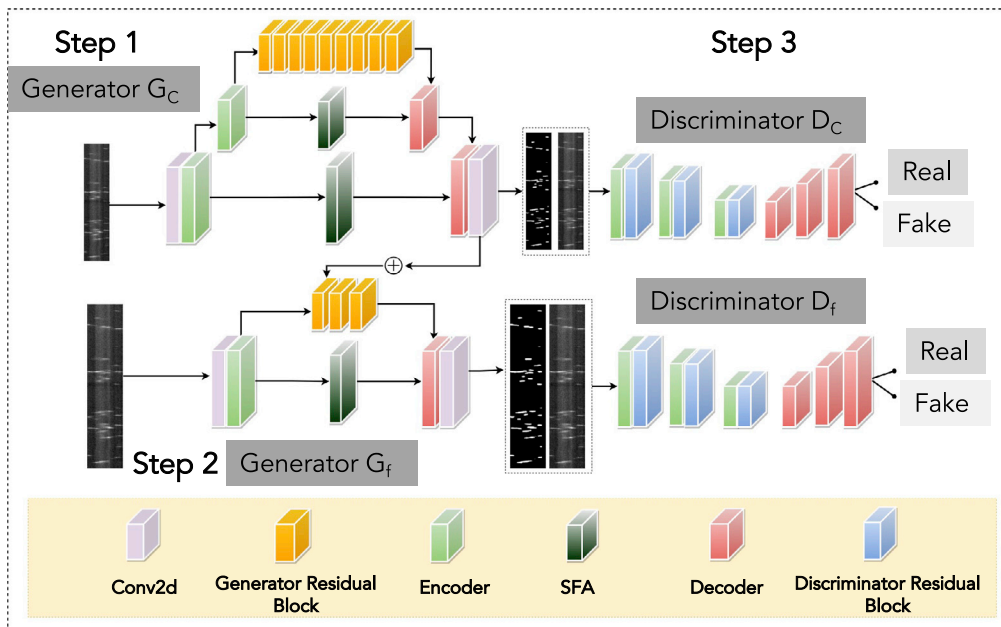 Step 1
Step 3
Generator G_C
Discriminator D_C
Real
Fake
Discriminator D_f
Real
Fake
Step 2
Generator G_f
Conv2d
Generator Residual
Block
Encoder
SFA
Decoder
Discriminator Residual
Block